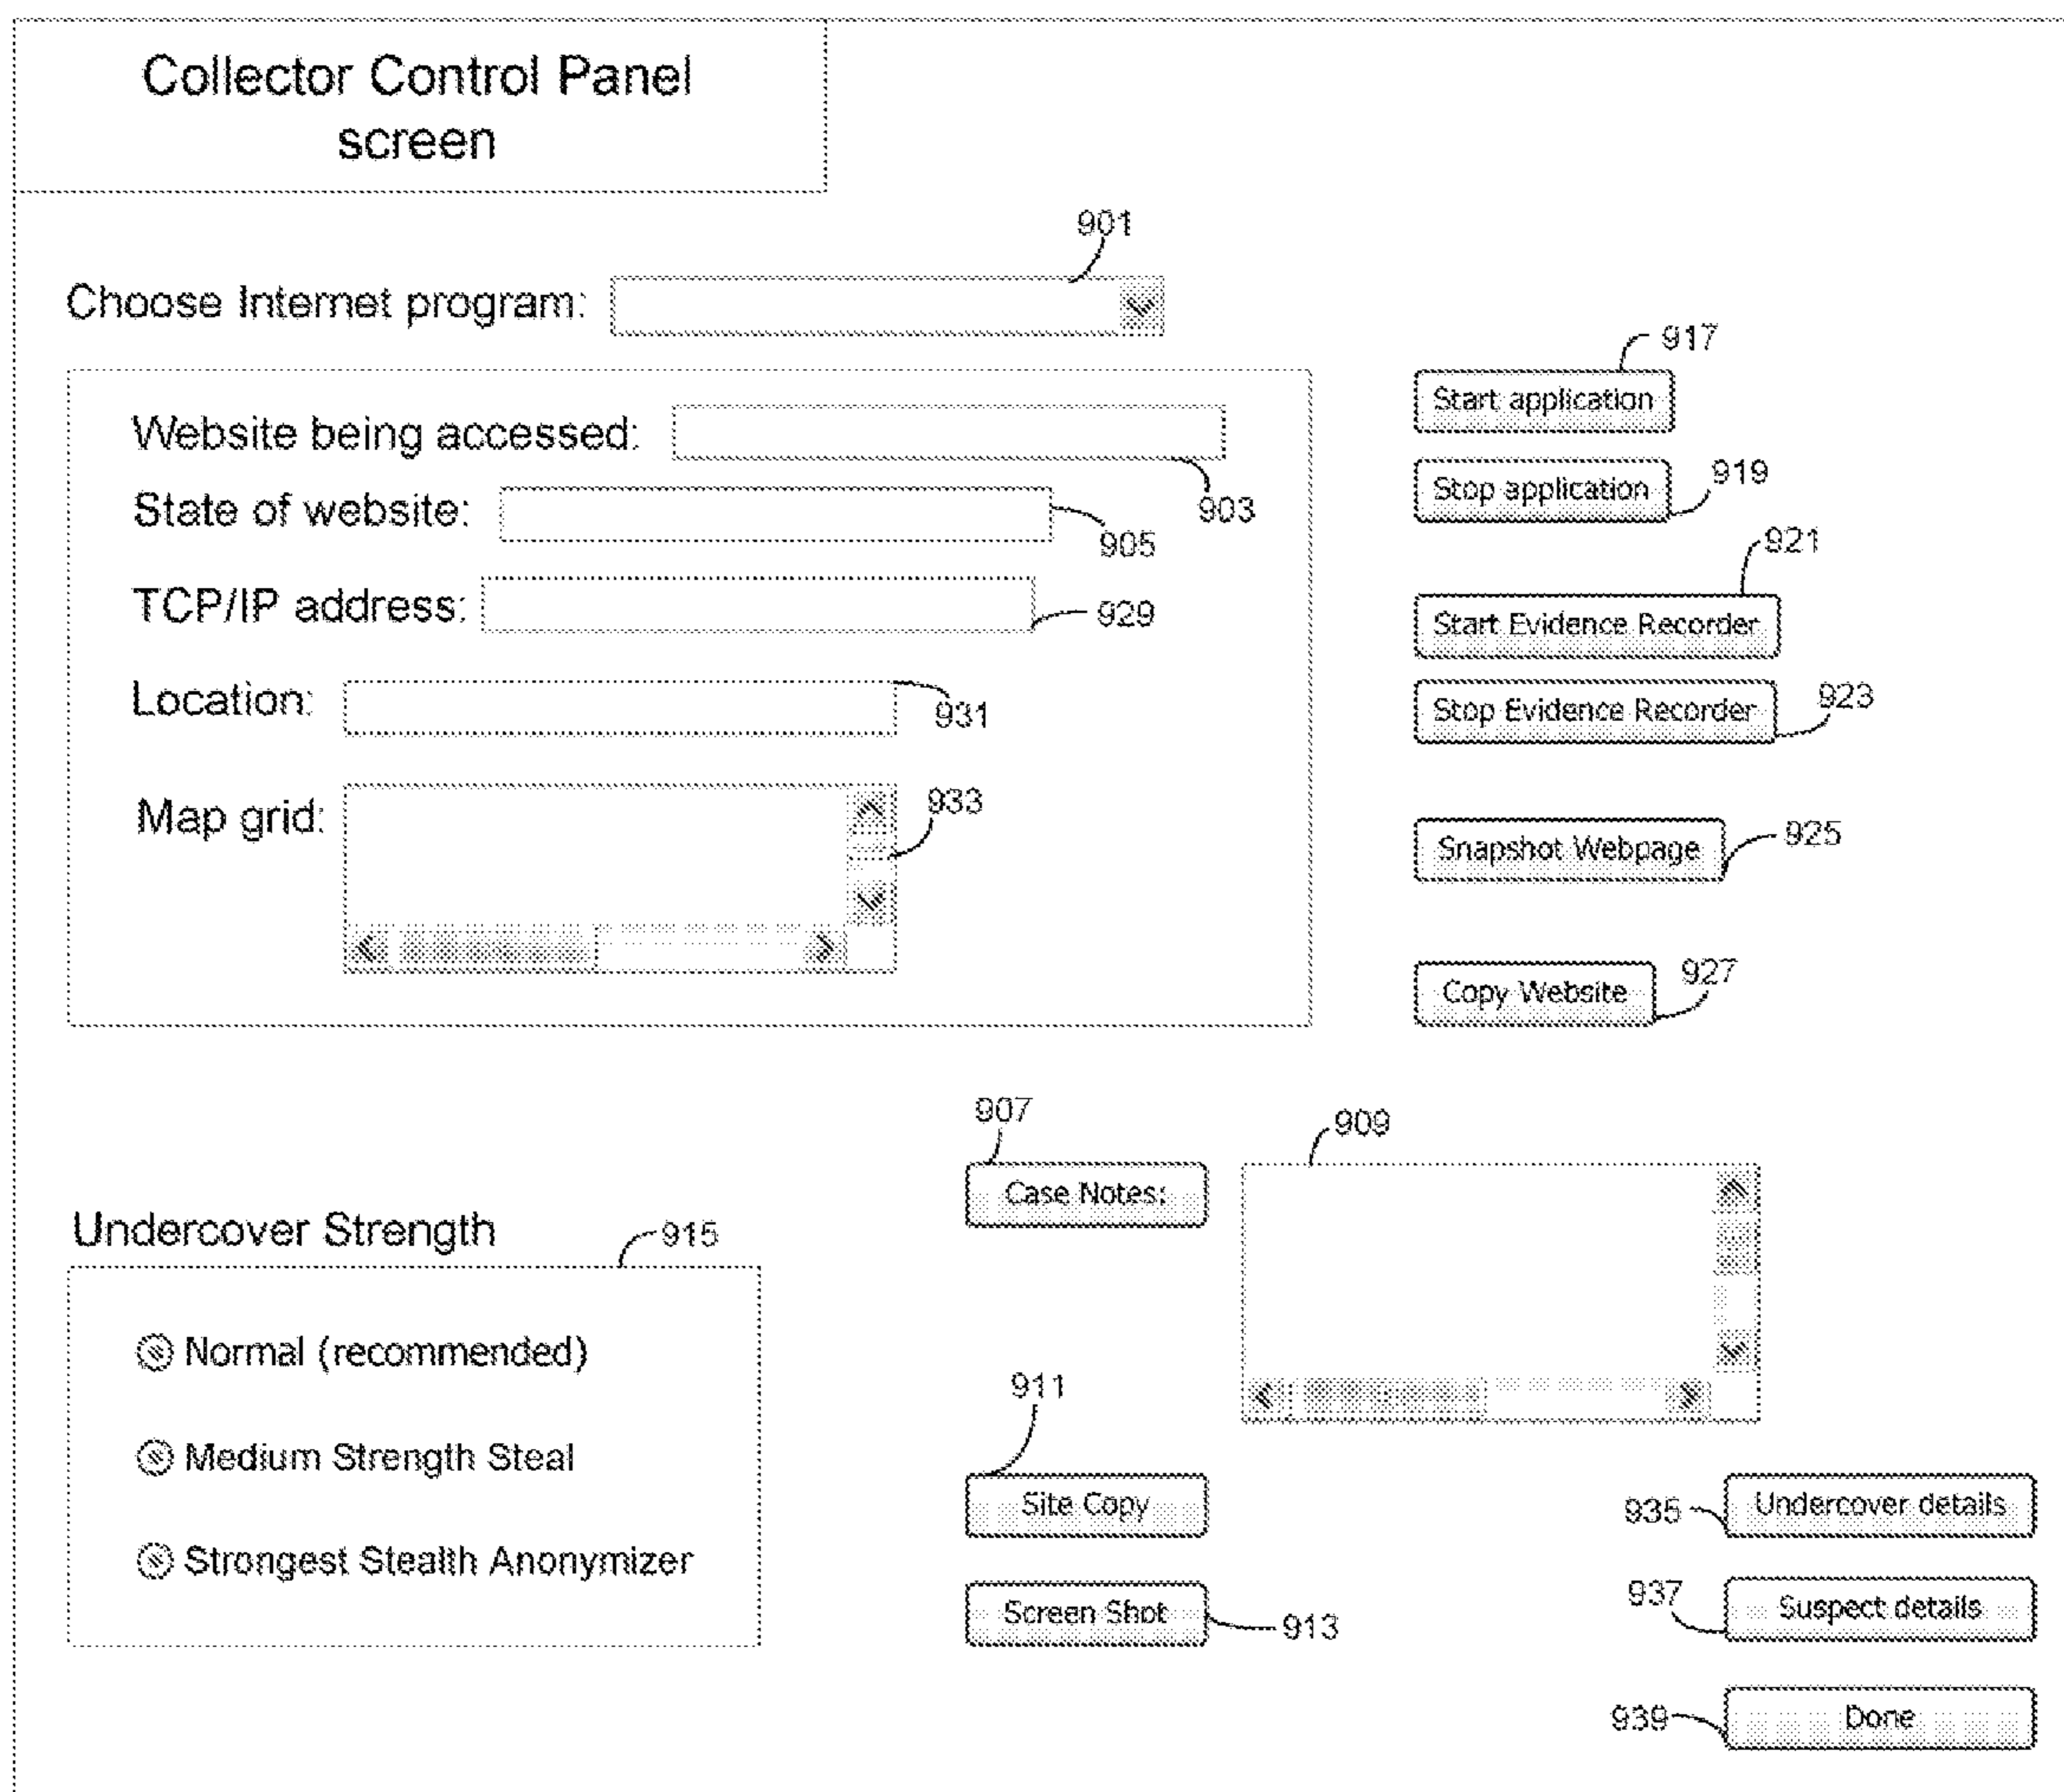 Collector Control Panel
screen
901
Choose Internet program:
917
Start application
Website being accessed:
903
Stop application
919
State of website:
905
921
TCP/IP address:
929
Start Evidence Recorder
Location:
931
Stop Evidence Recorder
923
Map grid:
933
Snapshot Webpage
925
Copy Website
927
907
909
Case Notes:
Undercover Strength
915
Normal (recommended)
Medium Strength Steal
Strongest Stealth Anonymizer
911
Site Copy
Screen Shot
913
935
Undercover details
937
Suspect details
939
Done